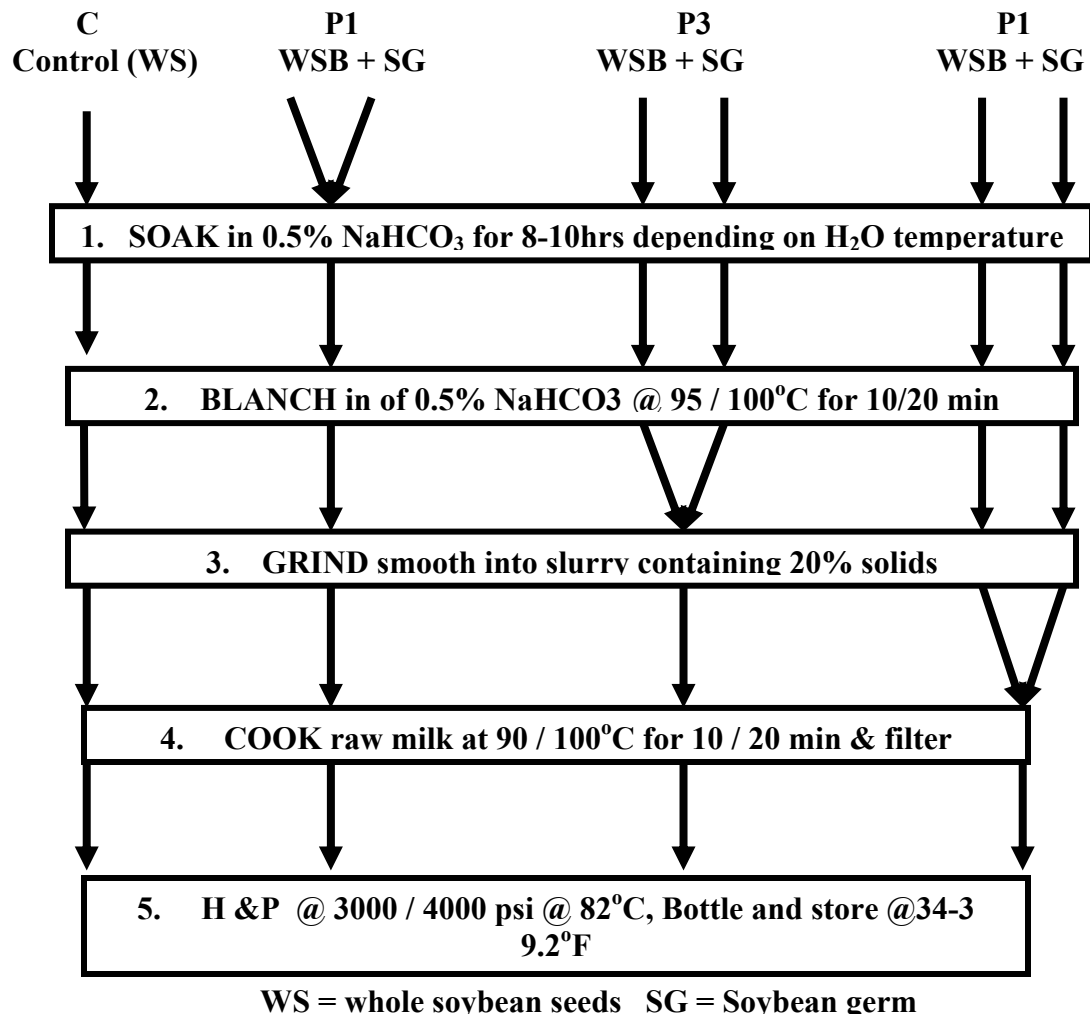 C P1 P3 P1
Control (WS) WSB + SG WSB + SG WSB + SG
1. SOAK in 0.5% NaHCO₃ for 8-10hrs depending on H₂O temperature
2. BLANCH in of 0.5% NaHCO3 @ 95 / 100°C for 10/20 min
3. GRIND smooth into slurry containing 20% solids
4. COOK raw milk at 90 / 100°C for 10 / 20 min & filter
5. H &P @ 3000 / 4000 psi @ 82°C, Bottle and store @34-3
9.2°F
WS = whole soybean seeds SG = Soybean germ